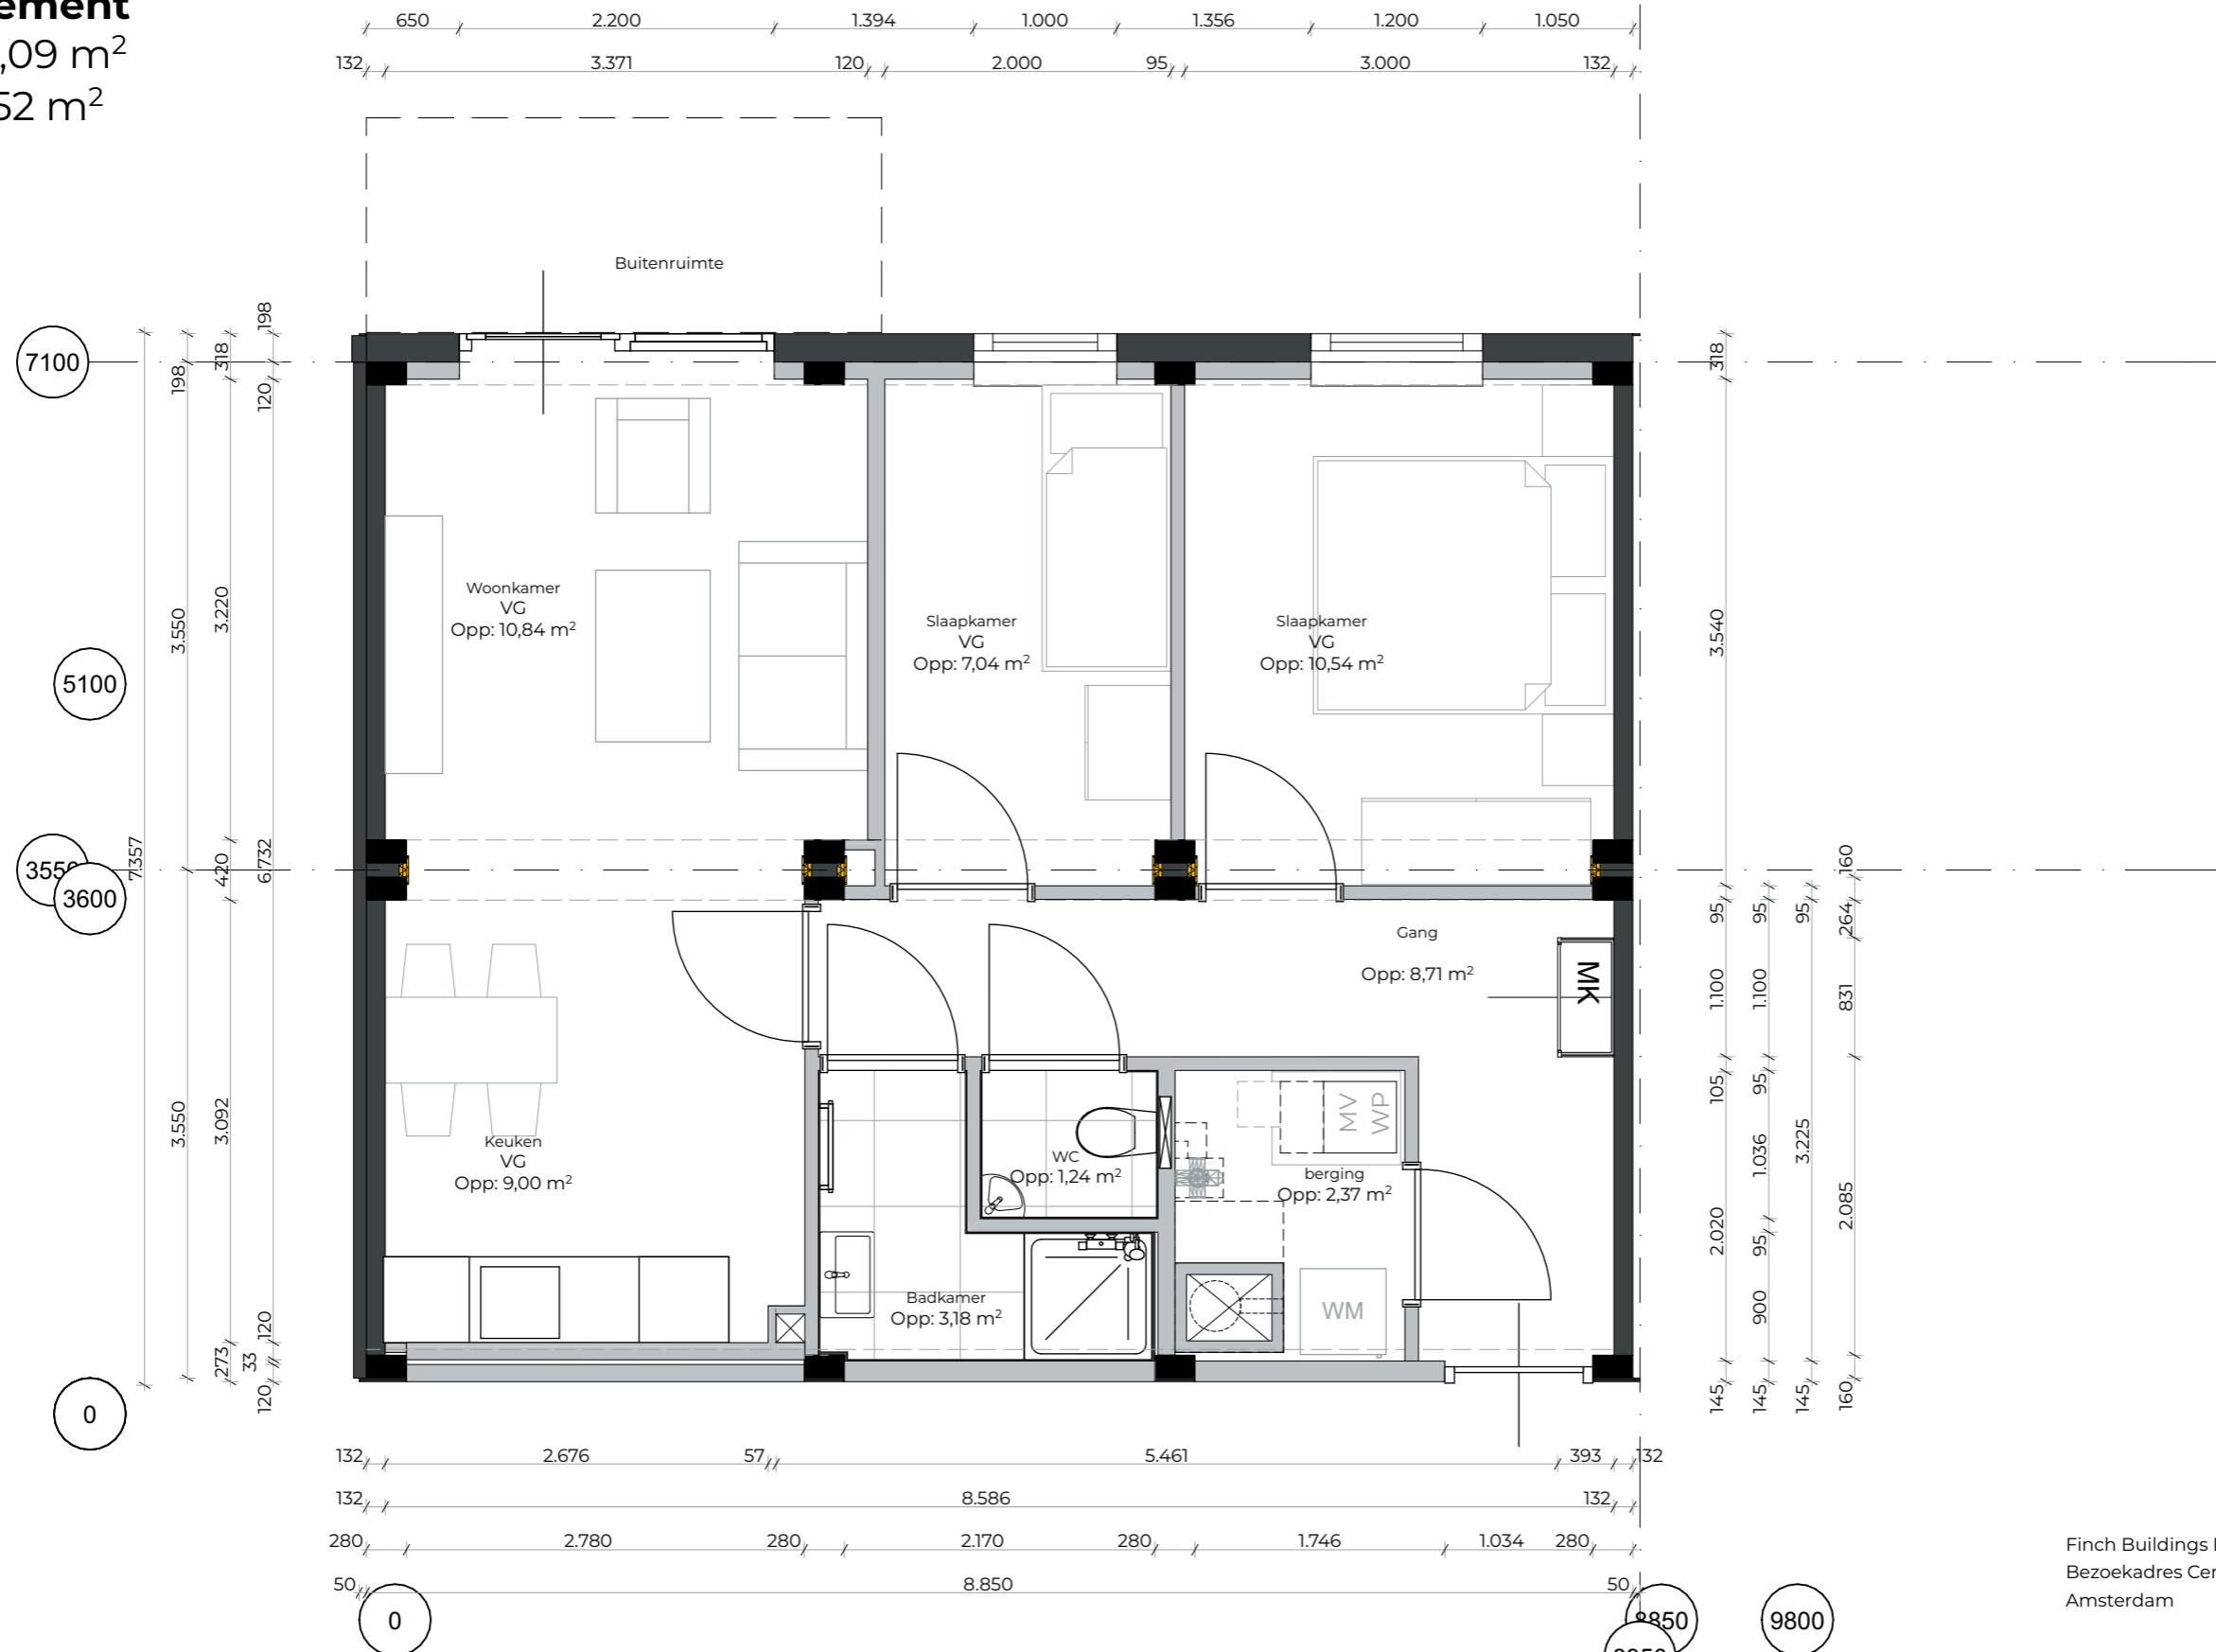 ement
,09 m²
52 m²
650 2.200 1.394 1.000 1.356 1.200 1.050
132 3.371 120 2.000 95 3.000 132
Buitenruimte
7100
5100
3600
0
7.357
198 3.550 3.550
318 3.220 420 3.092 273
198 120 6.732 120 33 120
Woonkamer
VG
Opp: 10,84 m²
Slaapkamer
VG
Opp: 7,04 m²
Slaapkamer
VG
Opp: 10,54 m²
Gang
Opp: 8,71 m²
MK
Keuken
VG
Opp: 9,00 m²
WC
Opp: 1,24 m²
MV
WP
berging
Opp: 2,37 m²
Badkamer
Opp: 3,18 m²
WM
318 3.540 95 1.100 105 2.020 145
95 1.100 95 1.036 95 900 145
95 3.225 145
160 264 831 2.085 160
132 2.676 57 5.461 393 132
132 8.586 132
280 2.780 280 2.170 280 1.746 1.034 280
50 8.850 50
0
8850
9800
Finch Buildings
Bezoekadres Cer
Amsterdam